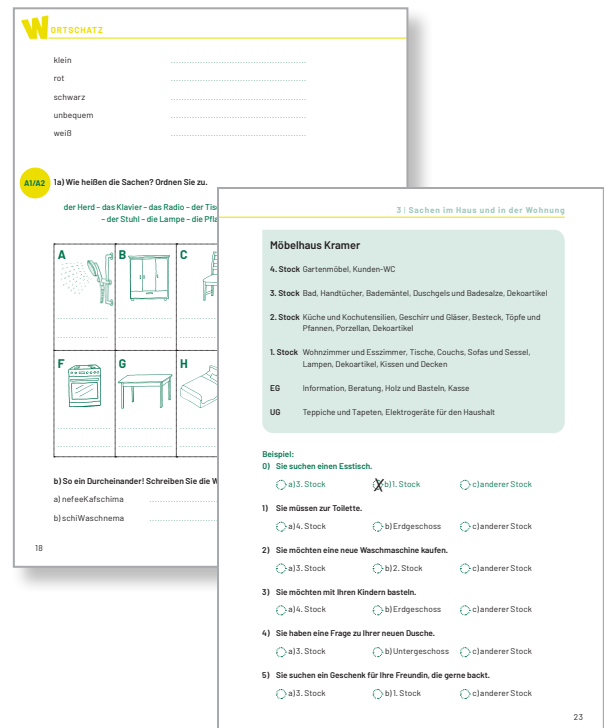 WORTSCHATZ
klein
rot
schwarz
unbequem
weiß
A1/A2
1a) Wie heißen die Sachen? Ordnen Sie zu.
der Herd – das Klavier – das Radio – der
– der Stuhl – die Lampe – die
A
B
C
F
G
H
b) So ein Durcheinander! Schreiben Sie die
a) nefeeKafschima
b) schiWaschnema
18
3 | Sachen im Haus und in der Wohnung
Möbelhaus Kramer
4. Stock Gartenmöbel, Kunden-WC
3. Stock Bad, Handtücher, Bademäntel, Duschgels und Badesalze, Dekoartikel
2. Stock Küche und Kochutensilien, Geschirr und Gläser, Besteck, Töpfe und
Pfannen, Porzellan, Dekoartikel
1. Stock Wohnzimmer und Esszimmer, Tische, Couchs, Sofas und Sessel,
Lampen, Dekoartikel, Kissen und Decken
EG Information, Beratung, Holz und Basteln, Kasse
UG Teppiche und Tapeten, Elektrogeräte für den Haushalt
Beispiel:
0) Sie suchen einen Esstisch.
a) 3. Stock b) 1. Stock c) anderer Stock
1) Sie müssen zur Toilette.
a) 4. Stock b) Erdgeschoss c) anderer Stock
2) Sie möchten eine neue Waschmaschine kaufen.
a) 3. Stock b) 2. Stock c) anderer Stock
3) Sie möchten mit Ihren Kindern basteln.
a) 4. Stock b) Erdgeschoss c) anderer Stock
4) Sie haben eine Frage zu Ihrer neuen Dusche.
a) 3. Stock b) Untergeschoss c) anderer Stock
5) Sie suchen ein Geschenk für Ihre Freundin, die gerne backt.
a) 3. Stock b) 1. Stock c) anderer Stock
23